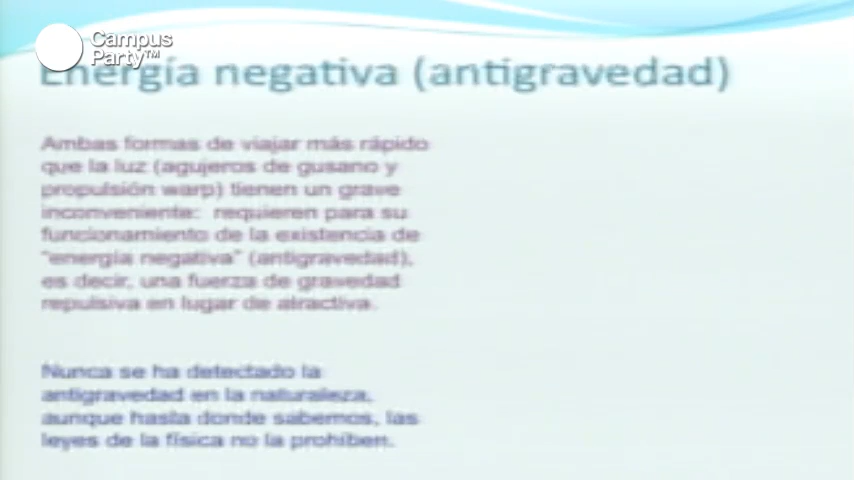 Campus
Party™
Energía negativa (antigravedad)
Ambas formas de viajar más rápido
que la luz (agujeros de gusano y
propulsión warp) tienen un grave
inconveniente: requieren para su
funcionamiento de la existencia de
"energía negativa" (antigravedad),
es decir, una fuerza de gravedad
repulsiva en lugar de atractiva.
Nunca se ha detectado la
antigravedad en la naturaleza,
aunque hasta donde sabemos, las
leyes de la física no la prohíben.